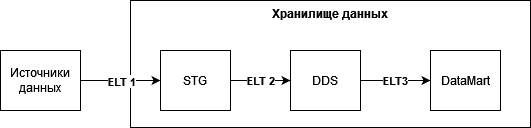 Хранилище данных
Источники
данных
ELT 1
STG
ELT 2
DDS
ELT3
DataMart